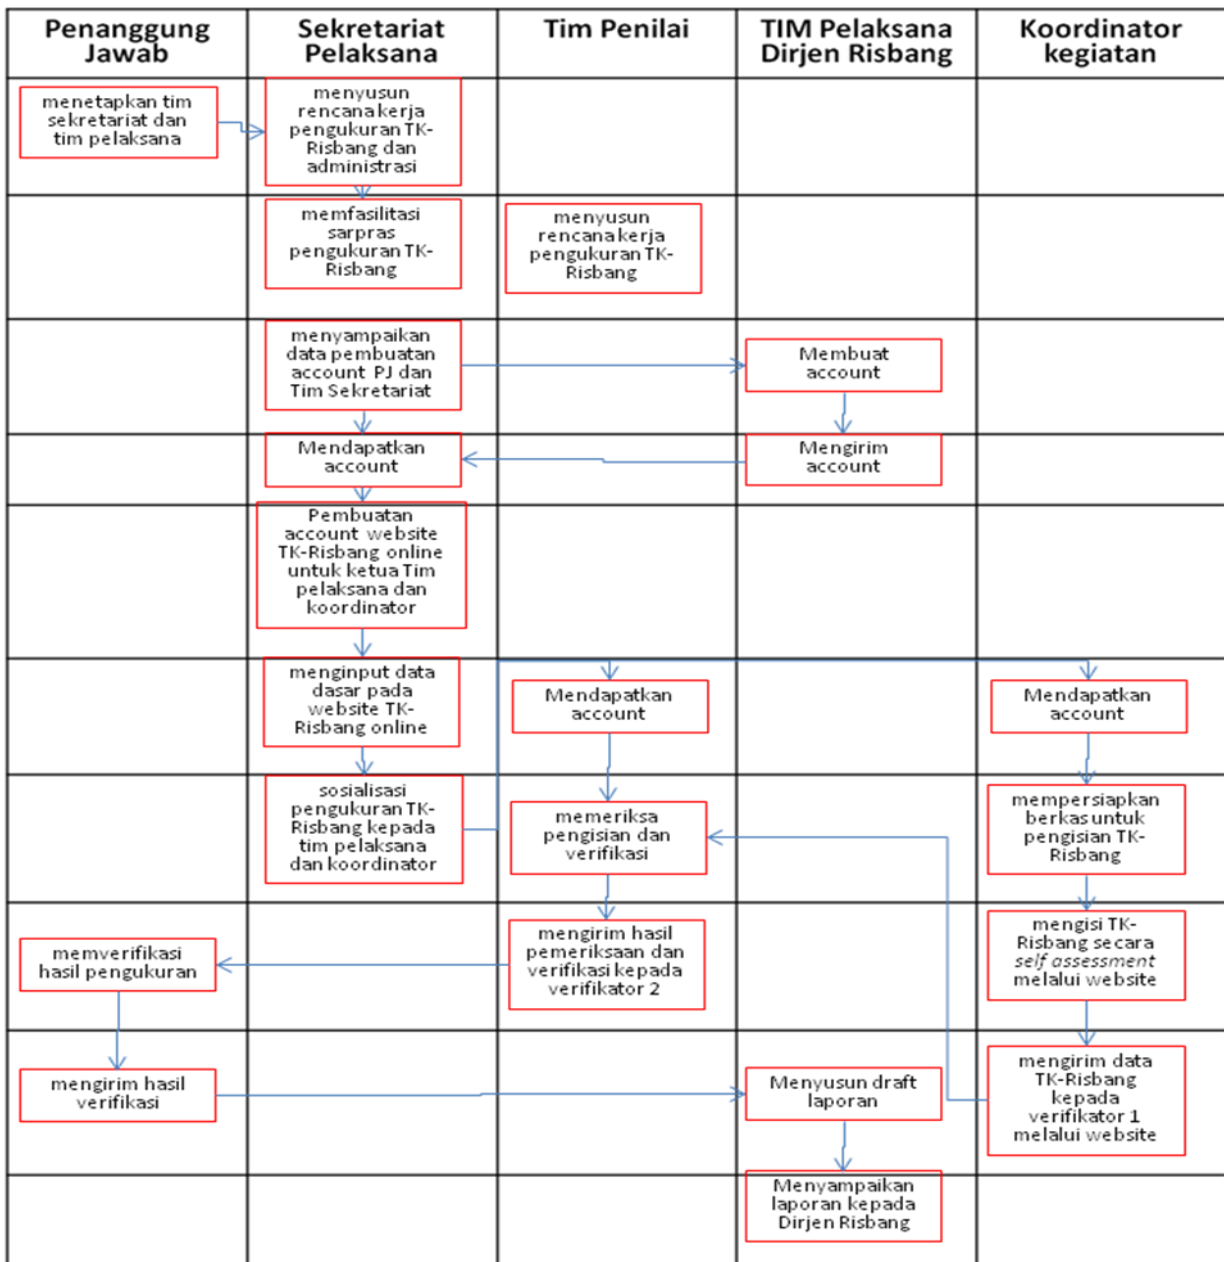 Penanggung
Jawab
Sekretariat
Pelaksana
Tim Penilai
TIM Pelaksana
Dirjen Risbang
Koordinator
kegiatan
menetapkan tim
sekretariat dan
tim pelaksana
menyusun
rencana kerja
pengukuran TK-
Risbang dan
administrasi
memfasilitasi
sarpras
pengukuran TK-
Risbang
menyusun
rencana kerja
pengukuran TK-
Risbang
menyampaikan
data pembuatan
account PJ dan
Tim Sekretariat
Membuat
account
Mendapatkan
account
Mengirim
account
Pembuatan
account website
TK-Risbang online
untuk ketua Tim
pelaksana dan
koordinator
menginput data
dasar pada
website TK-
Risbang online
Mendapatkan
account
Mendapatkan
account
sosialisasi
pengukuran TK-
Risbang kepada
tim pelaksana
dan koordinator
memeriksa
pengisian dan
verifikasi
mempersiapkan
berkas untuk
pengisian TK-
Risbang
memverifikasi
hasil pengukuran
mengirim hasil
pemeriksaan dan
verifikasi kepada
verifikator 2
mengisi TK-
Risbang secara
self assessment
melalui website
mengirim hasil
verifikasi
Menyusun draft
laporan
mengirim data
TK-Risbang
kepada
verifikator 1
melalui website
Menyampaikan
laporan kepada
Dirjen Risbang